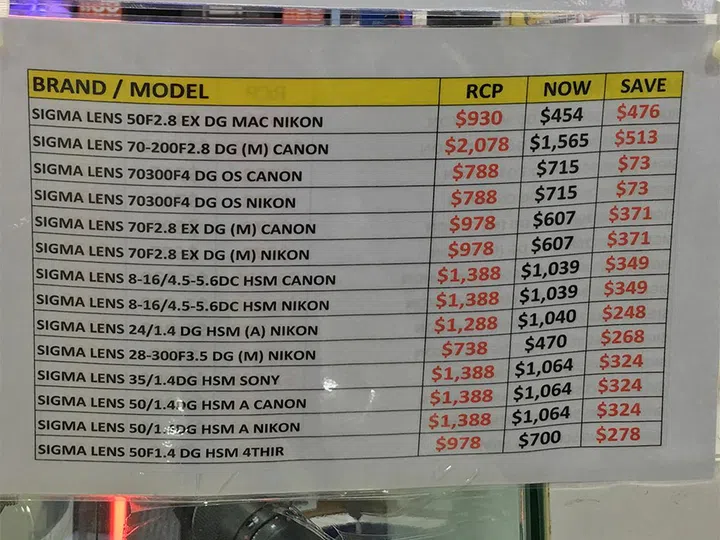 BRAND / MODEL RCP NOW SAVE
SIGMA LENS 50F2.8 EX DG MAC NIKON $930 $454 $476
SIGMA LENS 70-200F2.8 DG (M) CANON $2,078 $1,565 $513
SIGMA LENS 70300F4 DG OS CANON $788 $715 $73
SIGMA LENS 70300F4 DG OS NIKON $788 $715 $73
SIGMA LENS 70F2.8 EX DG (M) CANON $978 $607 $371
SIGMA LENS 70F2.8 EX DG (M) NIKON $978 $607 $371
SIGMA LENS 8-16/4.5-5.6DC HSM CANON $1,388 $1,039 $349
SIGMA LENS 8-16/4.5-5.6DC HSM NIKON $1,388 $1,039 $349
SIGMA LENS 24/1.4 DG HSM (A) NIKON $1,288 $1,040 $248
SIGMA LENS 28-300F3.5 DG (M) NIKON $738 $470 $268
SIGMA LENS 35/1.4DG HSM SONY $1,388 $1,064 $324
SIGMA LENS 50/1.4DG HSM A CANON $1,388 $1,064 $324
SIGMA LENS 50/1.4DG HSM A NIKON $1,388 $1,064 $324
SIGMA LENS 50F1.4 DG HSM 4THIR $978 $700 $278